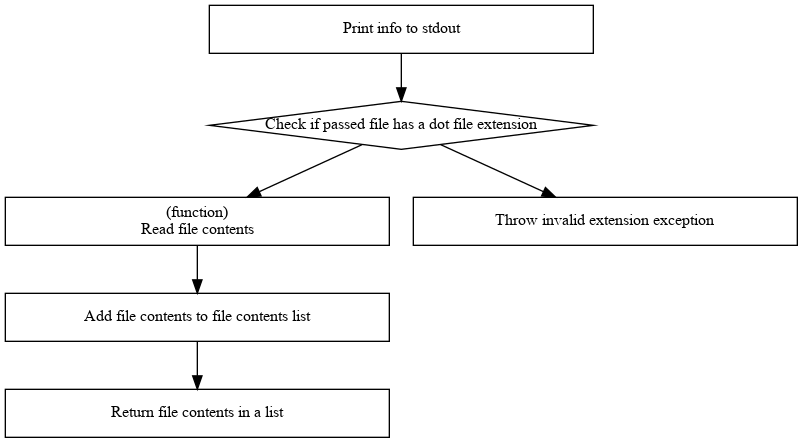 Print info to stdout
Check if passed file has a dot file extension
(function)
Read file contents
Throw invalid extension exception
Add file contents to file contents list
Return file contents in a list